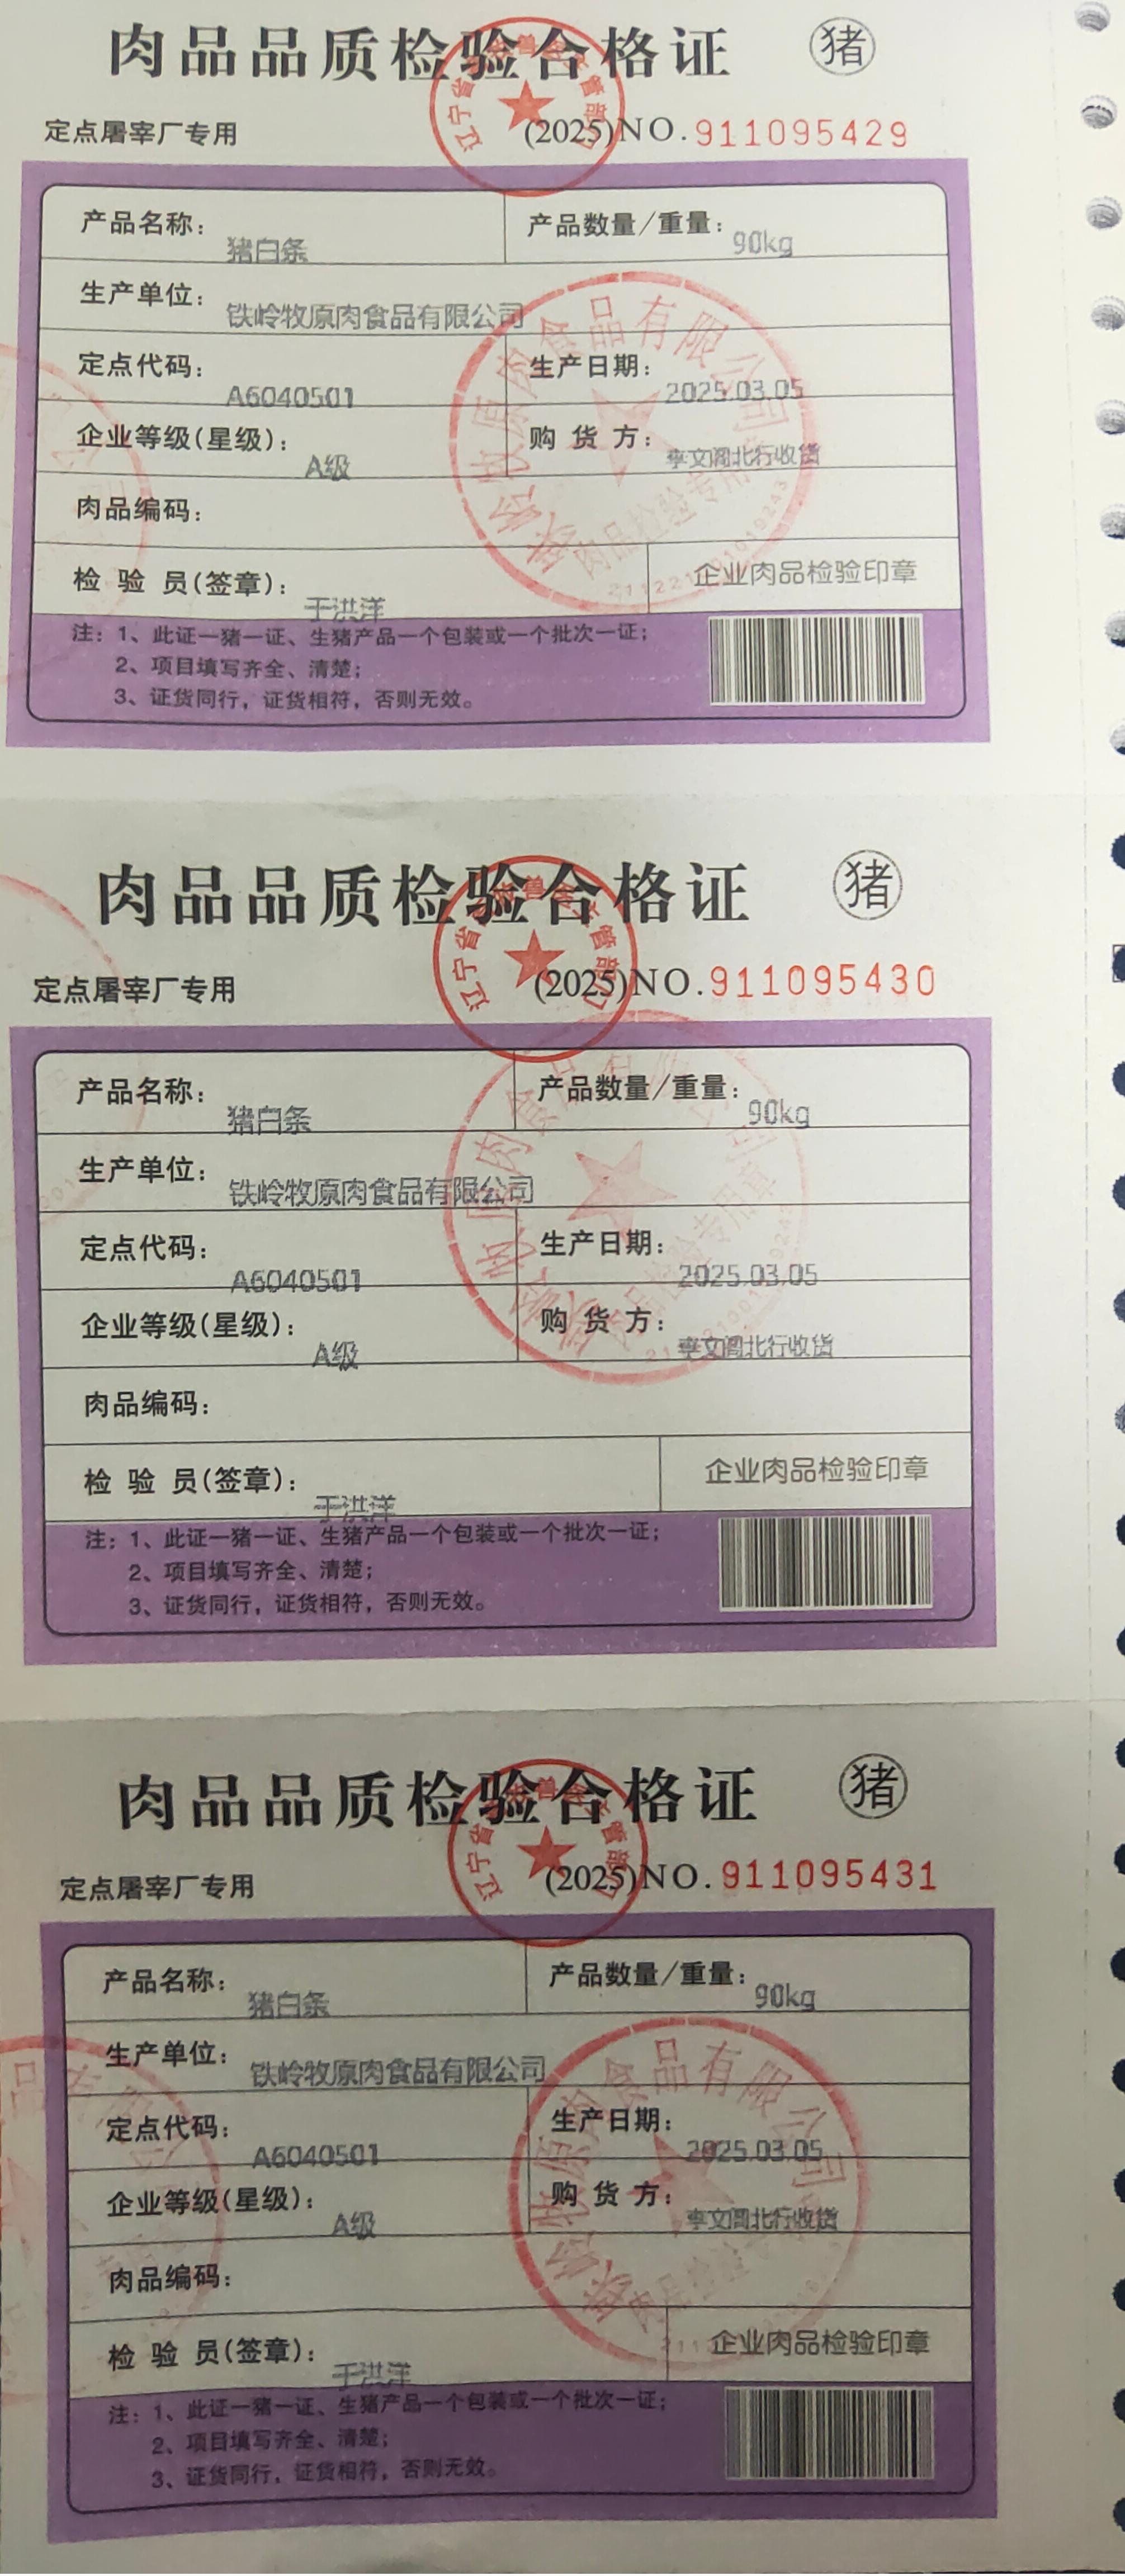 肉品品质检验合格证 猪
定点屠宰厂专用 (2025)NO.911095429
产品名称：猪白条 产品数量/重量：90kg
生产单位：铁岭牧原肉食品有限公司
定点代码：A6040501 生产日期：2025.03.05
企业等级(星级)：A级 购货方：李文阁北行收货
肉品编码：
检验员(签章)：于洪洋 企业肉品检验印章
注：1、此证一猪一证、生猪产品一个包装或一个批次一证；
2、项目填写齐全、清楚；
3、证货同行，证货相符，否则无效。
肉品品质检验合格证 猪
定点屠宰厂专用 (2025)NO.911095430
产品名称：猪白条 产品数量/重量：90kg
生产单位：铁岭牧原肉食品有限公司
定点代码：A6040501 生产日期：2025.03.05
企业等级(星级)：A级 购货方：李文阁北行收货
肉品编码：
检验员(签章)：于洪洋 企业肉品检验印章
注：1、此证一猪一证、生猪产品一个包装或一个批次一证；
2、项目填写齐全、清楚；
3、证货同行，证货相符，否则无效。
肉品品质检验合格证 猪
定点屠宰厂专用 (2025)NO.911095431
产品名称：猪白条 产品数量/重量：90kg
生产单位：铁岭牧原肉食品有限公司
定点代码：A6040501 生产日期：2025.03.05
企业等级(星级)：A级 购货方：李文阁北行收货
肉品编码：
检验员(签章)：于洪洋 企业肉品检验印章
注：1、此证一猪一证、生猪产品一个包装或一个批次一证；
2、项目填写齐全、清楚；
3、证货同行，证货相符，否则无效。